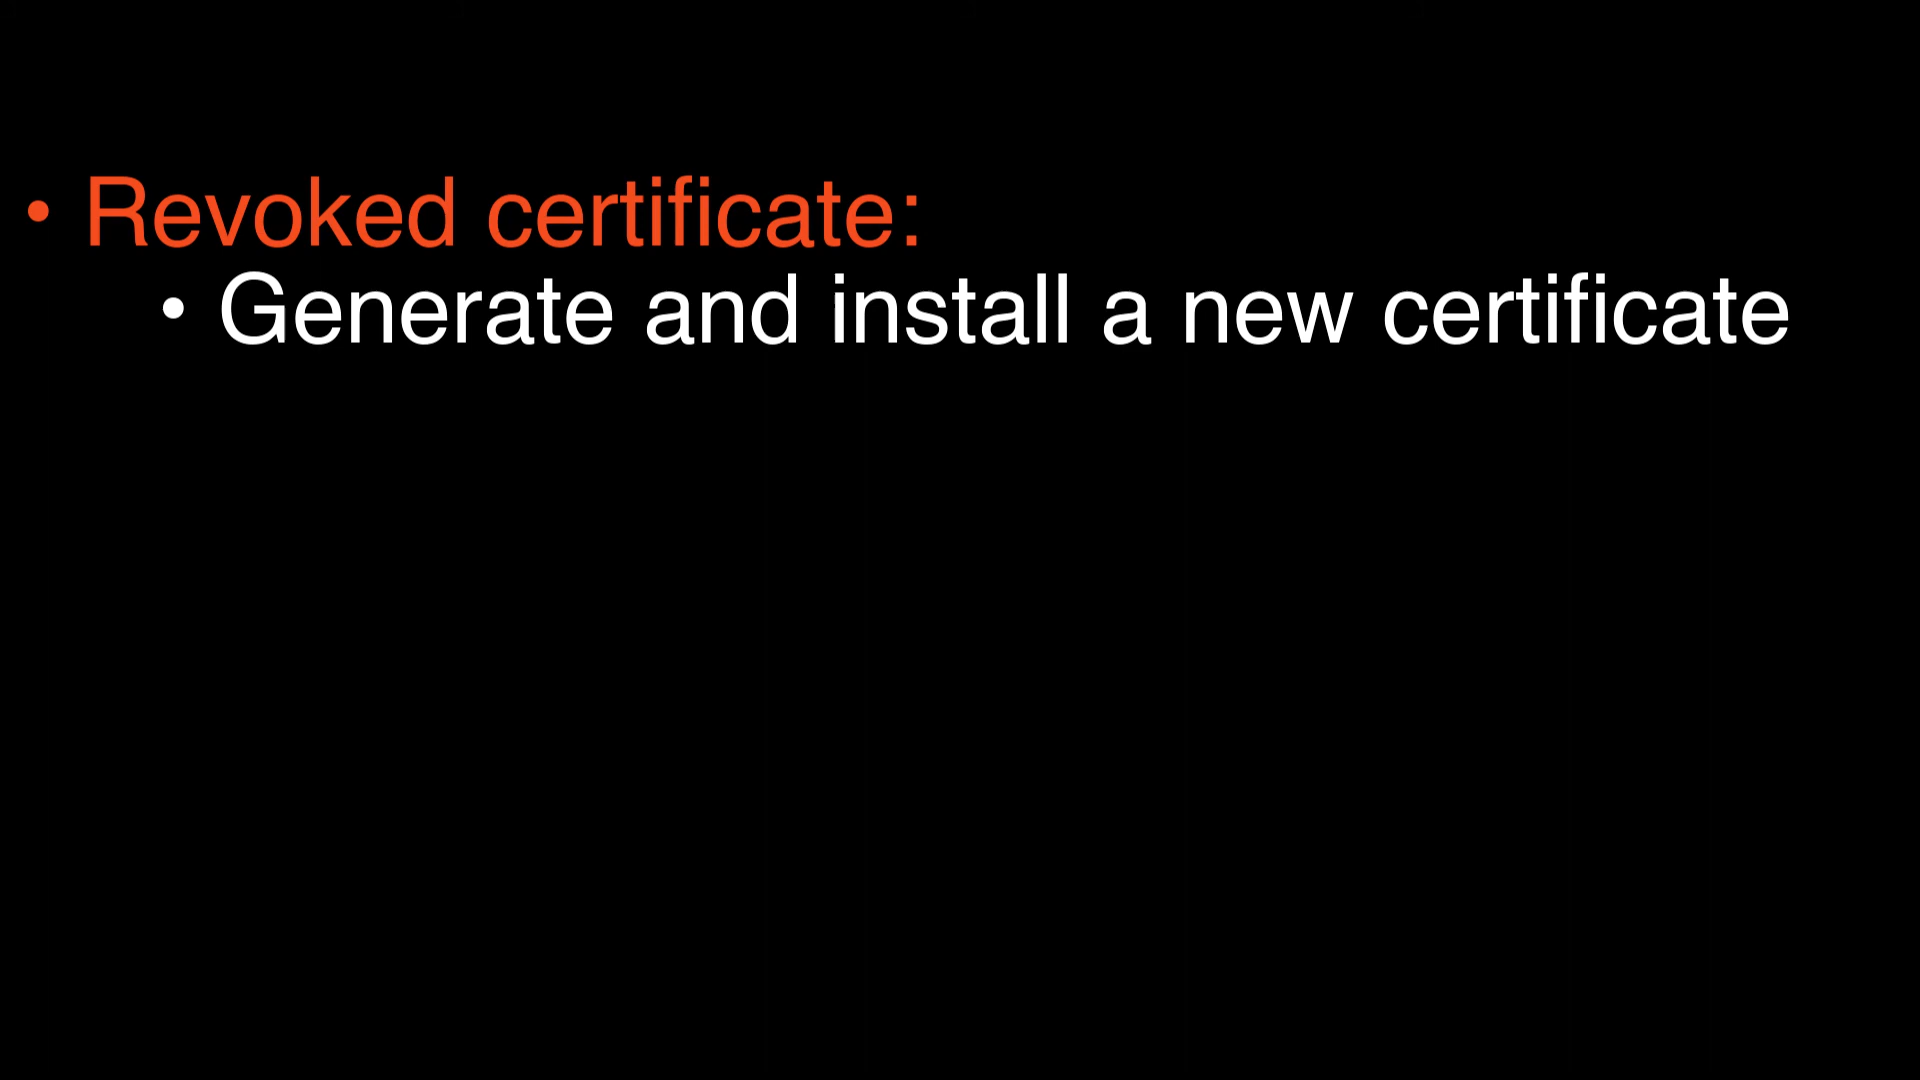 • Revoked certificate:
• Generate and install a new certificate